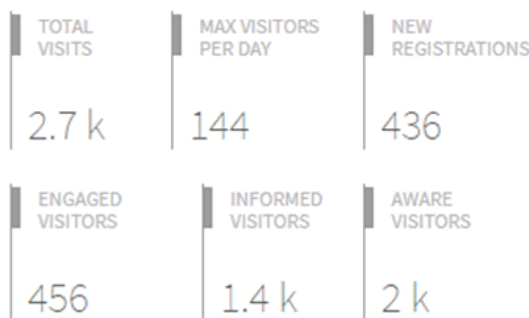 TOTAL
VISITS
2.7 k
MAX VISITORS
PER DAY
144
NEW
REGISTRATIONS
436
ENGAGED
VISITORS
456
INFORMED
VISITORS
1.4 k
AWARE
VISITORS
2 k